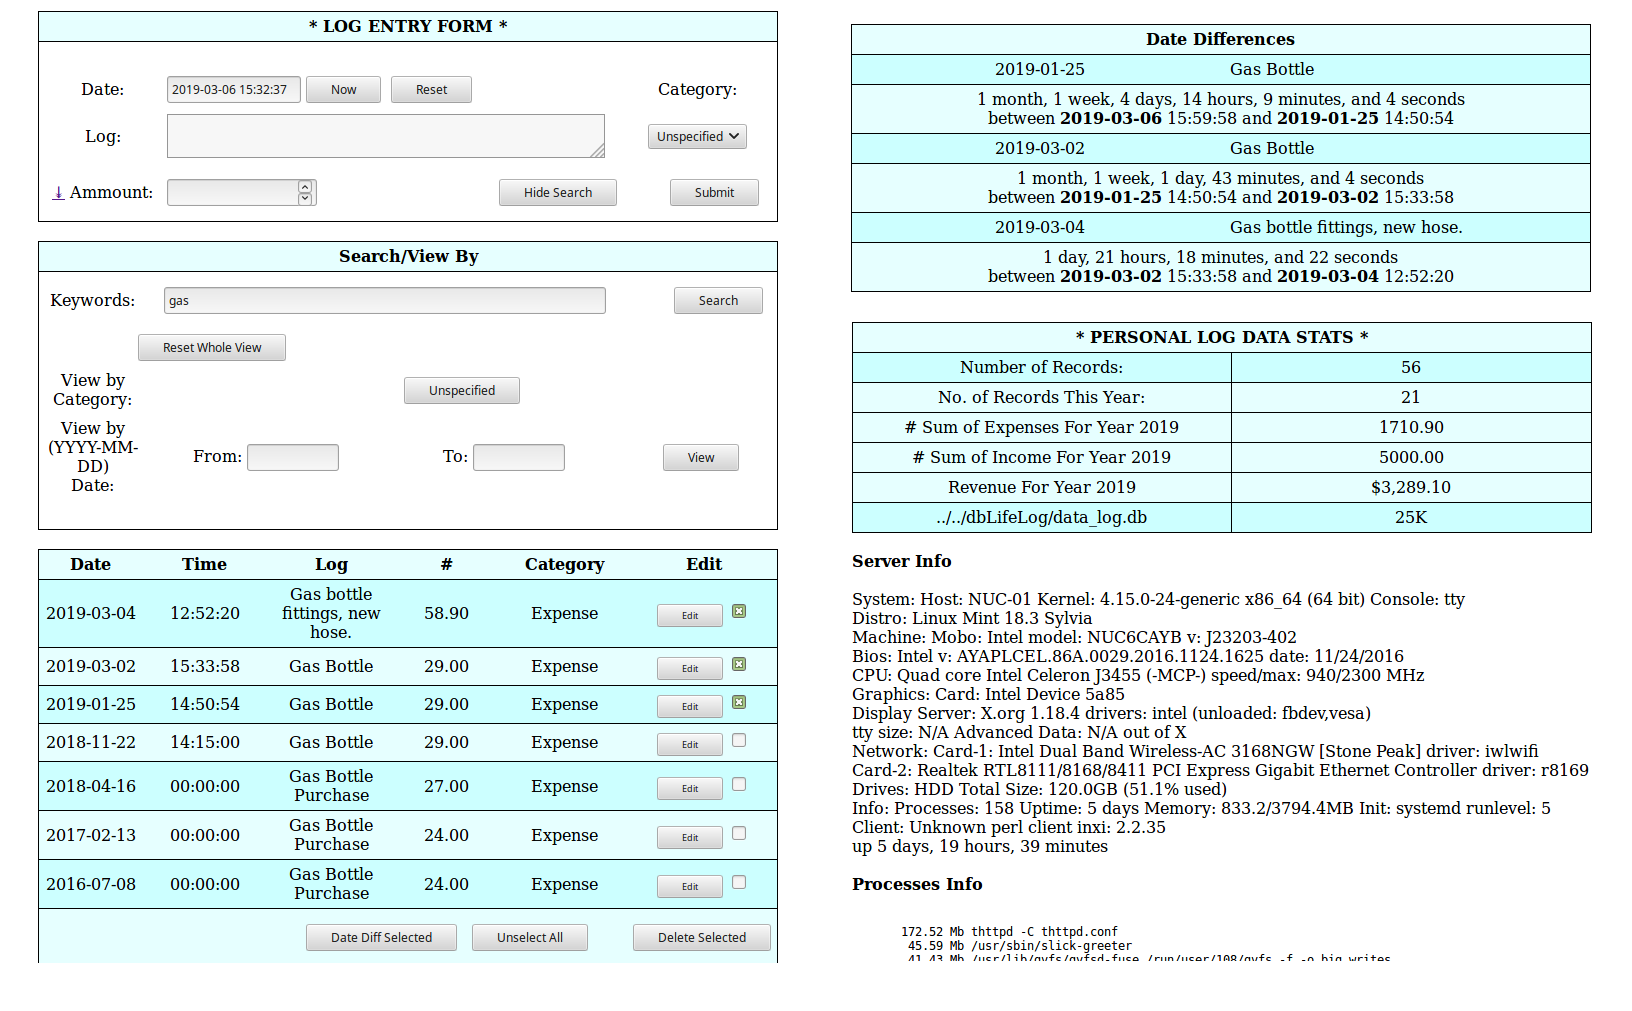 * LOG ENTRY FORM *
Date: 2019-03-06 15:32:37 Now Reset Category:
Log: Unspecified
⤓ Ammount: Hide Search Submit
Search/View By
Keywords: gas Search
Reset Whole View
View by
Category: Unspecified
View by
(YYYY-MM-
DD)
Date:
From: To: View
Date Time Log # Category Edit
2019-03-04 12:52:20 Gas bottle
fittings, new
hose. 58.90 Expense Edit
2019-03-02 15:33:58 Gas Bottle 29.00 Expense Edit
2019-01-25 14:50:54 Gas Bottle 29.00 Expense Edit
2018-11-22 14:15:00 Gas Bottle 29.00 Expense Edit
2018-04-16 00:00:00 Gas Bottle
Purchase 27.00 Expense Edit
2017-02-13 00:00:00 Gas Bottle
Purchase 24.00 Expense Edit
2016-07-08 00:00:00 Gas Bottle
Purchase 24.00 Expense Edit
Date Diff Selected Unselect All Delete Selected
Date Differences
2019-01-25 Gas Bottle
1 month, 1 week, 4 days, 14 hours, 9 minutes, and 4 seconds
between 2019-03-06 15:59:58 and 2019-01-25 14:50:54
2019-03-02 Gas Bottle
1 month, 1 week, 1 day, 43 minutes, and 4 seconds
between 2019-01-25 14:50:54 and 2019-03-02 15:33:58
2019-03-04 Gas bottle fittings, new hose.
1 day, 21 hours, 18 minutes, and 22 seconds
between 2019-03-02 15:33:58 and 2019-03-04 12:52:20
* PERSONAL LOG DATA STATS *
Number of Records: 56
No. of Records This Year: 21
# Sum of Expenses For Year 2019 1710.90
# Sum of Income For Year 2019 5000.00
Revenue For Year 2019 $3,289.10
../../dbLifeLog/data_log.db 25K
Server Info
System: Host: NUC-01 Kernel: 4.15.0-24-generic x86_64 (64 bit) Console: tty
Distro: Linux Mint 18.3 Sylvia
Machine: Mobo: Intel model: NUC6CAYB v: J23203-402
Bios: Intel v: AYAPLCEL.86A.0029.2016.1124.1625 date: 11/24/2016
CPU: Quad core Intel Celeron J3455 (-MCP-) speed/max: 940/2300 MHz
Graphics: Card: Intel Device 5a85
Display Server: X.org 1.18.4 drivers: intel (unloaded: fbdev,vesa)
tty size: N/A Advanced Data: N/A out of X
Network: Card-1: Intel Dual Band Wireless-AC 3168NGW [Stone Peak] driver: iwlwifi
Card-2: Realtek RTL8111/8168/8411 PCI Express Gigabit Ethernet Controller driver: r8169
Drives: HDD Total Size: 120.0GB (51.1% used)
Info: Processes: 158 Uptime: 5 days Memory: 833.2/3794.4MB Init: systemd runlevel: 5
Client: Unknown perl client inxi: 2.2.35
up 5 days, 19 hours, 39 minutes
Processes Info
172.52 Mb thttpd -C thttpd.conf
45.59 Mb /usr/sbin/slick-greeter
41.43 Mb /usr/lib/gvfs/gvfsd-fuse /run/user/108/gvfs -f -o big_writes